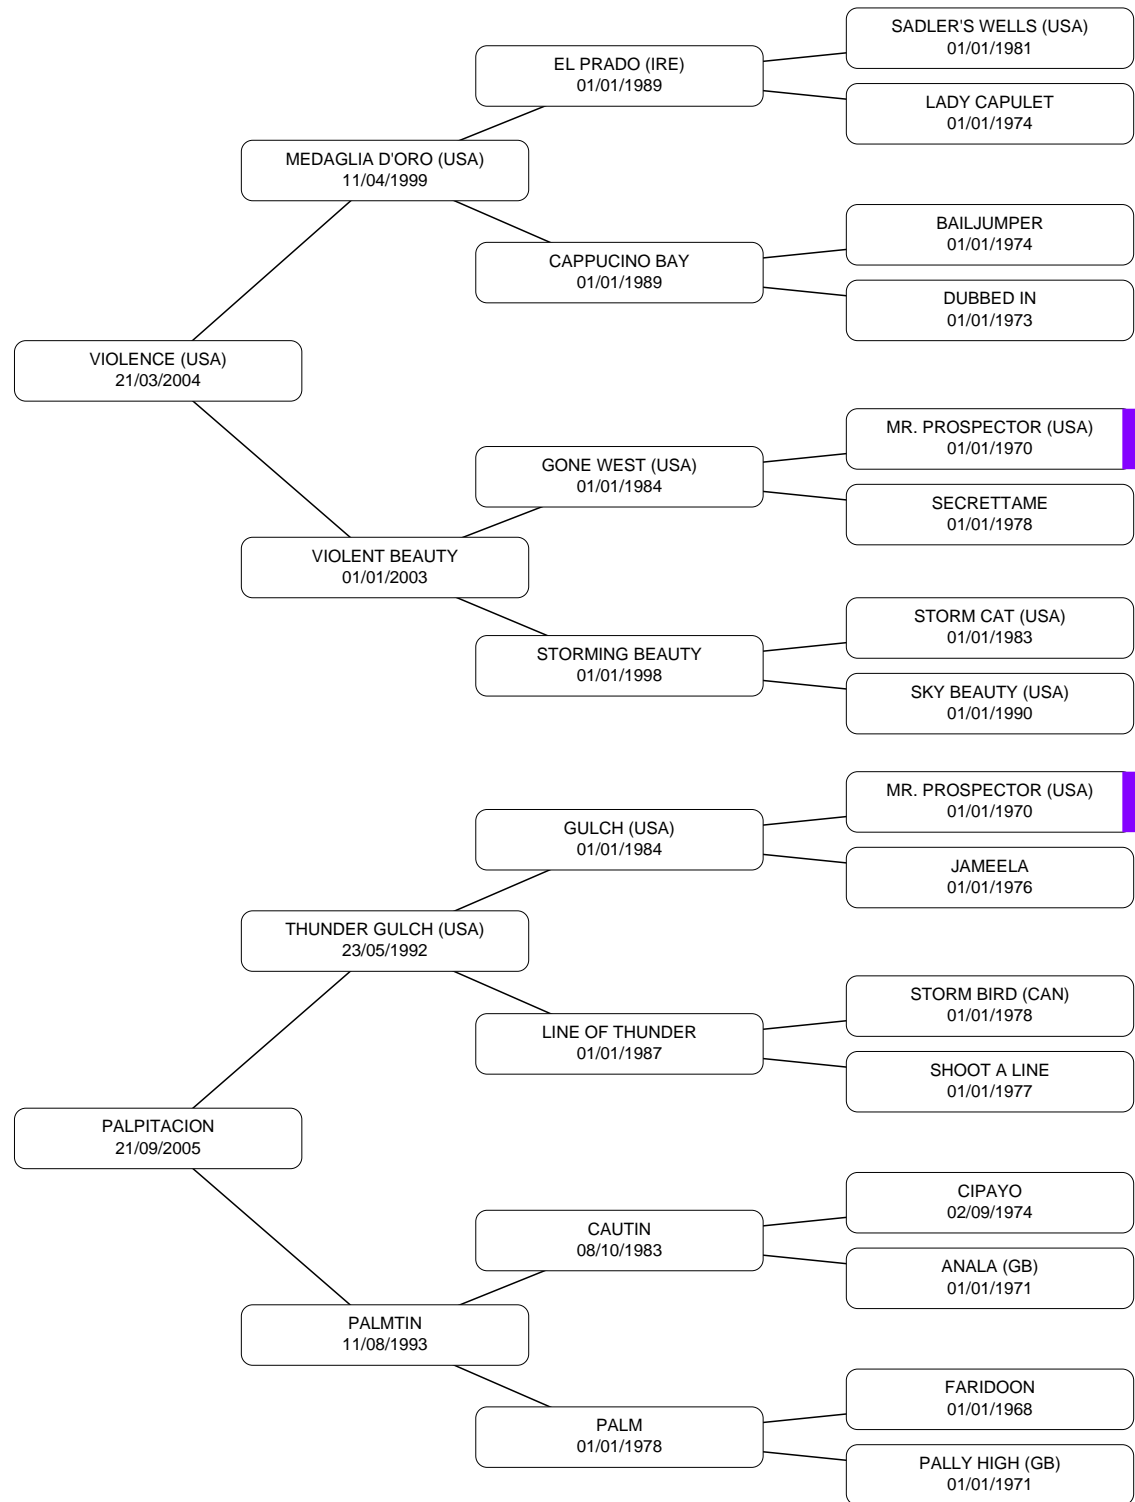 SADLER'S WELLS (USA)
01/01/1981
EL PRADO (IRE)
01/01/1989
LADY CAPULET
01/01/1974
MEDAGLIA D'ORO (USA)
11/04/1999
BAILJUMPER
01/01/1974
CAPPUCINO BAY
01/01/1989
DUBBED IN
01/01/1973
VIOLENCE (USA)
21/03/2004
MR. PROSPECTOR (USA)
01/01/1970
GONE WEST (USA)
01/01/1984
SECRETTAME
01/01/1978
VIOLENT BEAUTY
01/01/2003
STORM CAT (USA)
01/01/1983
STORMING BEAUTY
01/01/1998
SKY BEAUTY (USA)
01/01/1990
MR. PROSPECTOR (USA)
01/01/1970
GULCH (USA)
01/01/1984
JAMEELA
01/01/1976
THUNDER GULCH (USA)
23/05/1992
STORM BIRD (CAN)
01/01/1978
LINE OF THUNDER
01/01/1987
SHOOT A LINE
01/01/1977
PALPITACION
21/09/2005
CIPAYO
02/09/1974
CAUTIN
08/10/1983
ANALA (GB)
01/01/1971
PALMTIN
11/08/1993
FARIDOON
01/01/1968
PALM
01/01/1978
PALLY HIGH (GB)
01/01/1971